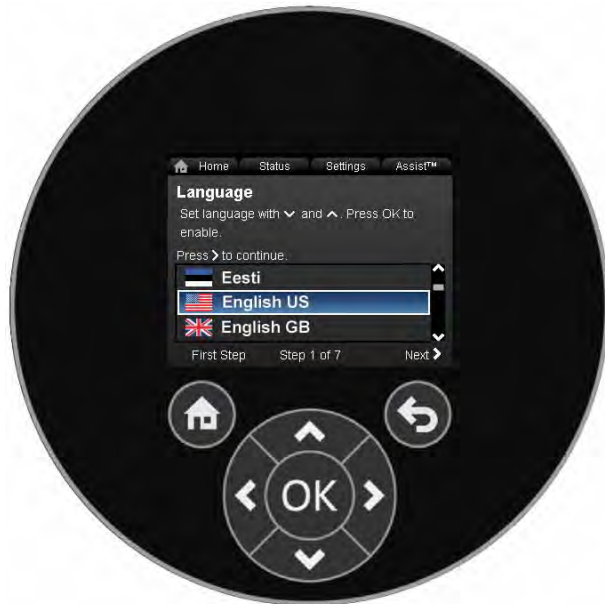 Home Status Settings Assist™
Language
Set language with ⌄ and ⌃. Press OK to
enable.
Press > to continue.
Eesti
English US
English GB
First Step Step 1 of 7 Next >
OK